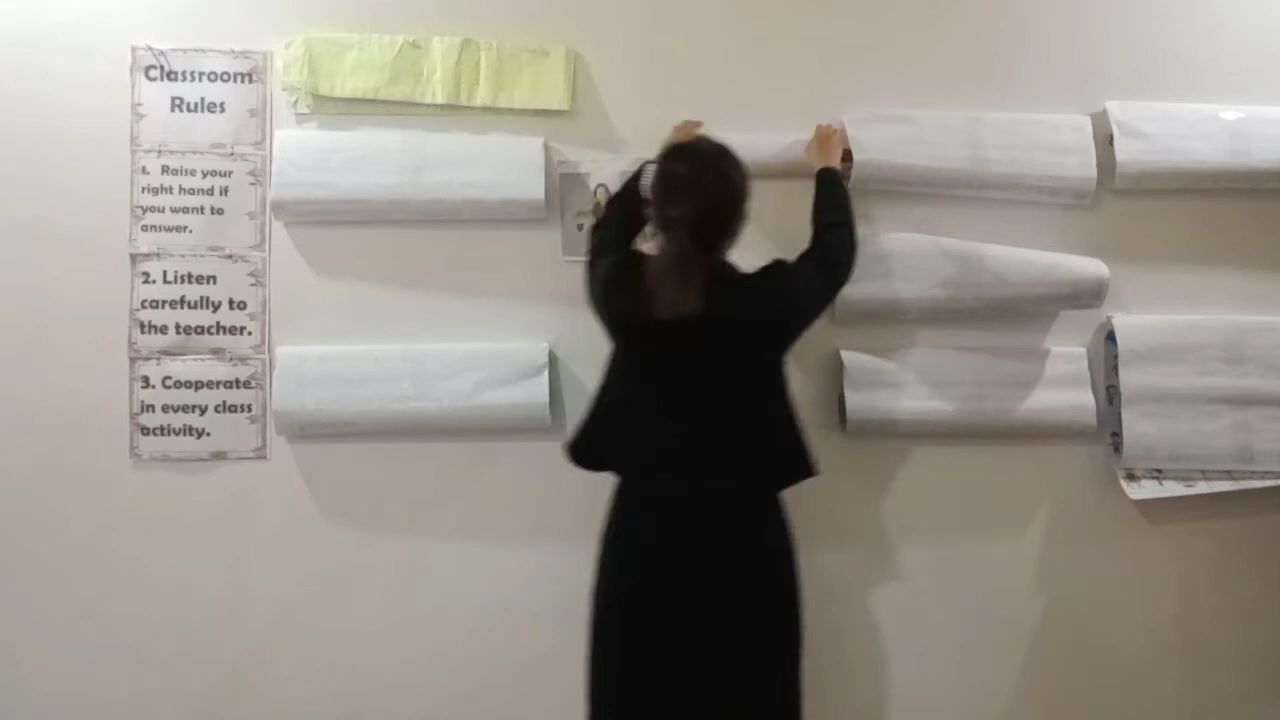 Classroom
Rules
1. Raise your
right hand if
you want to
answer.
2. Listen
carefully to
the teacher.
3. Cooperate
in every class
activity.